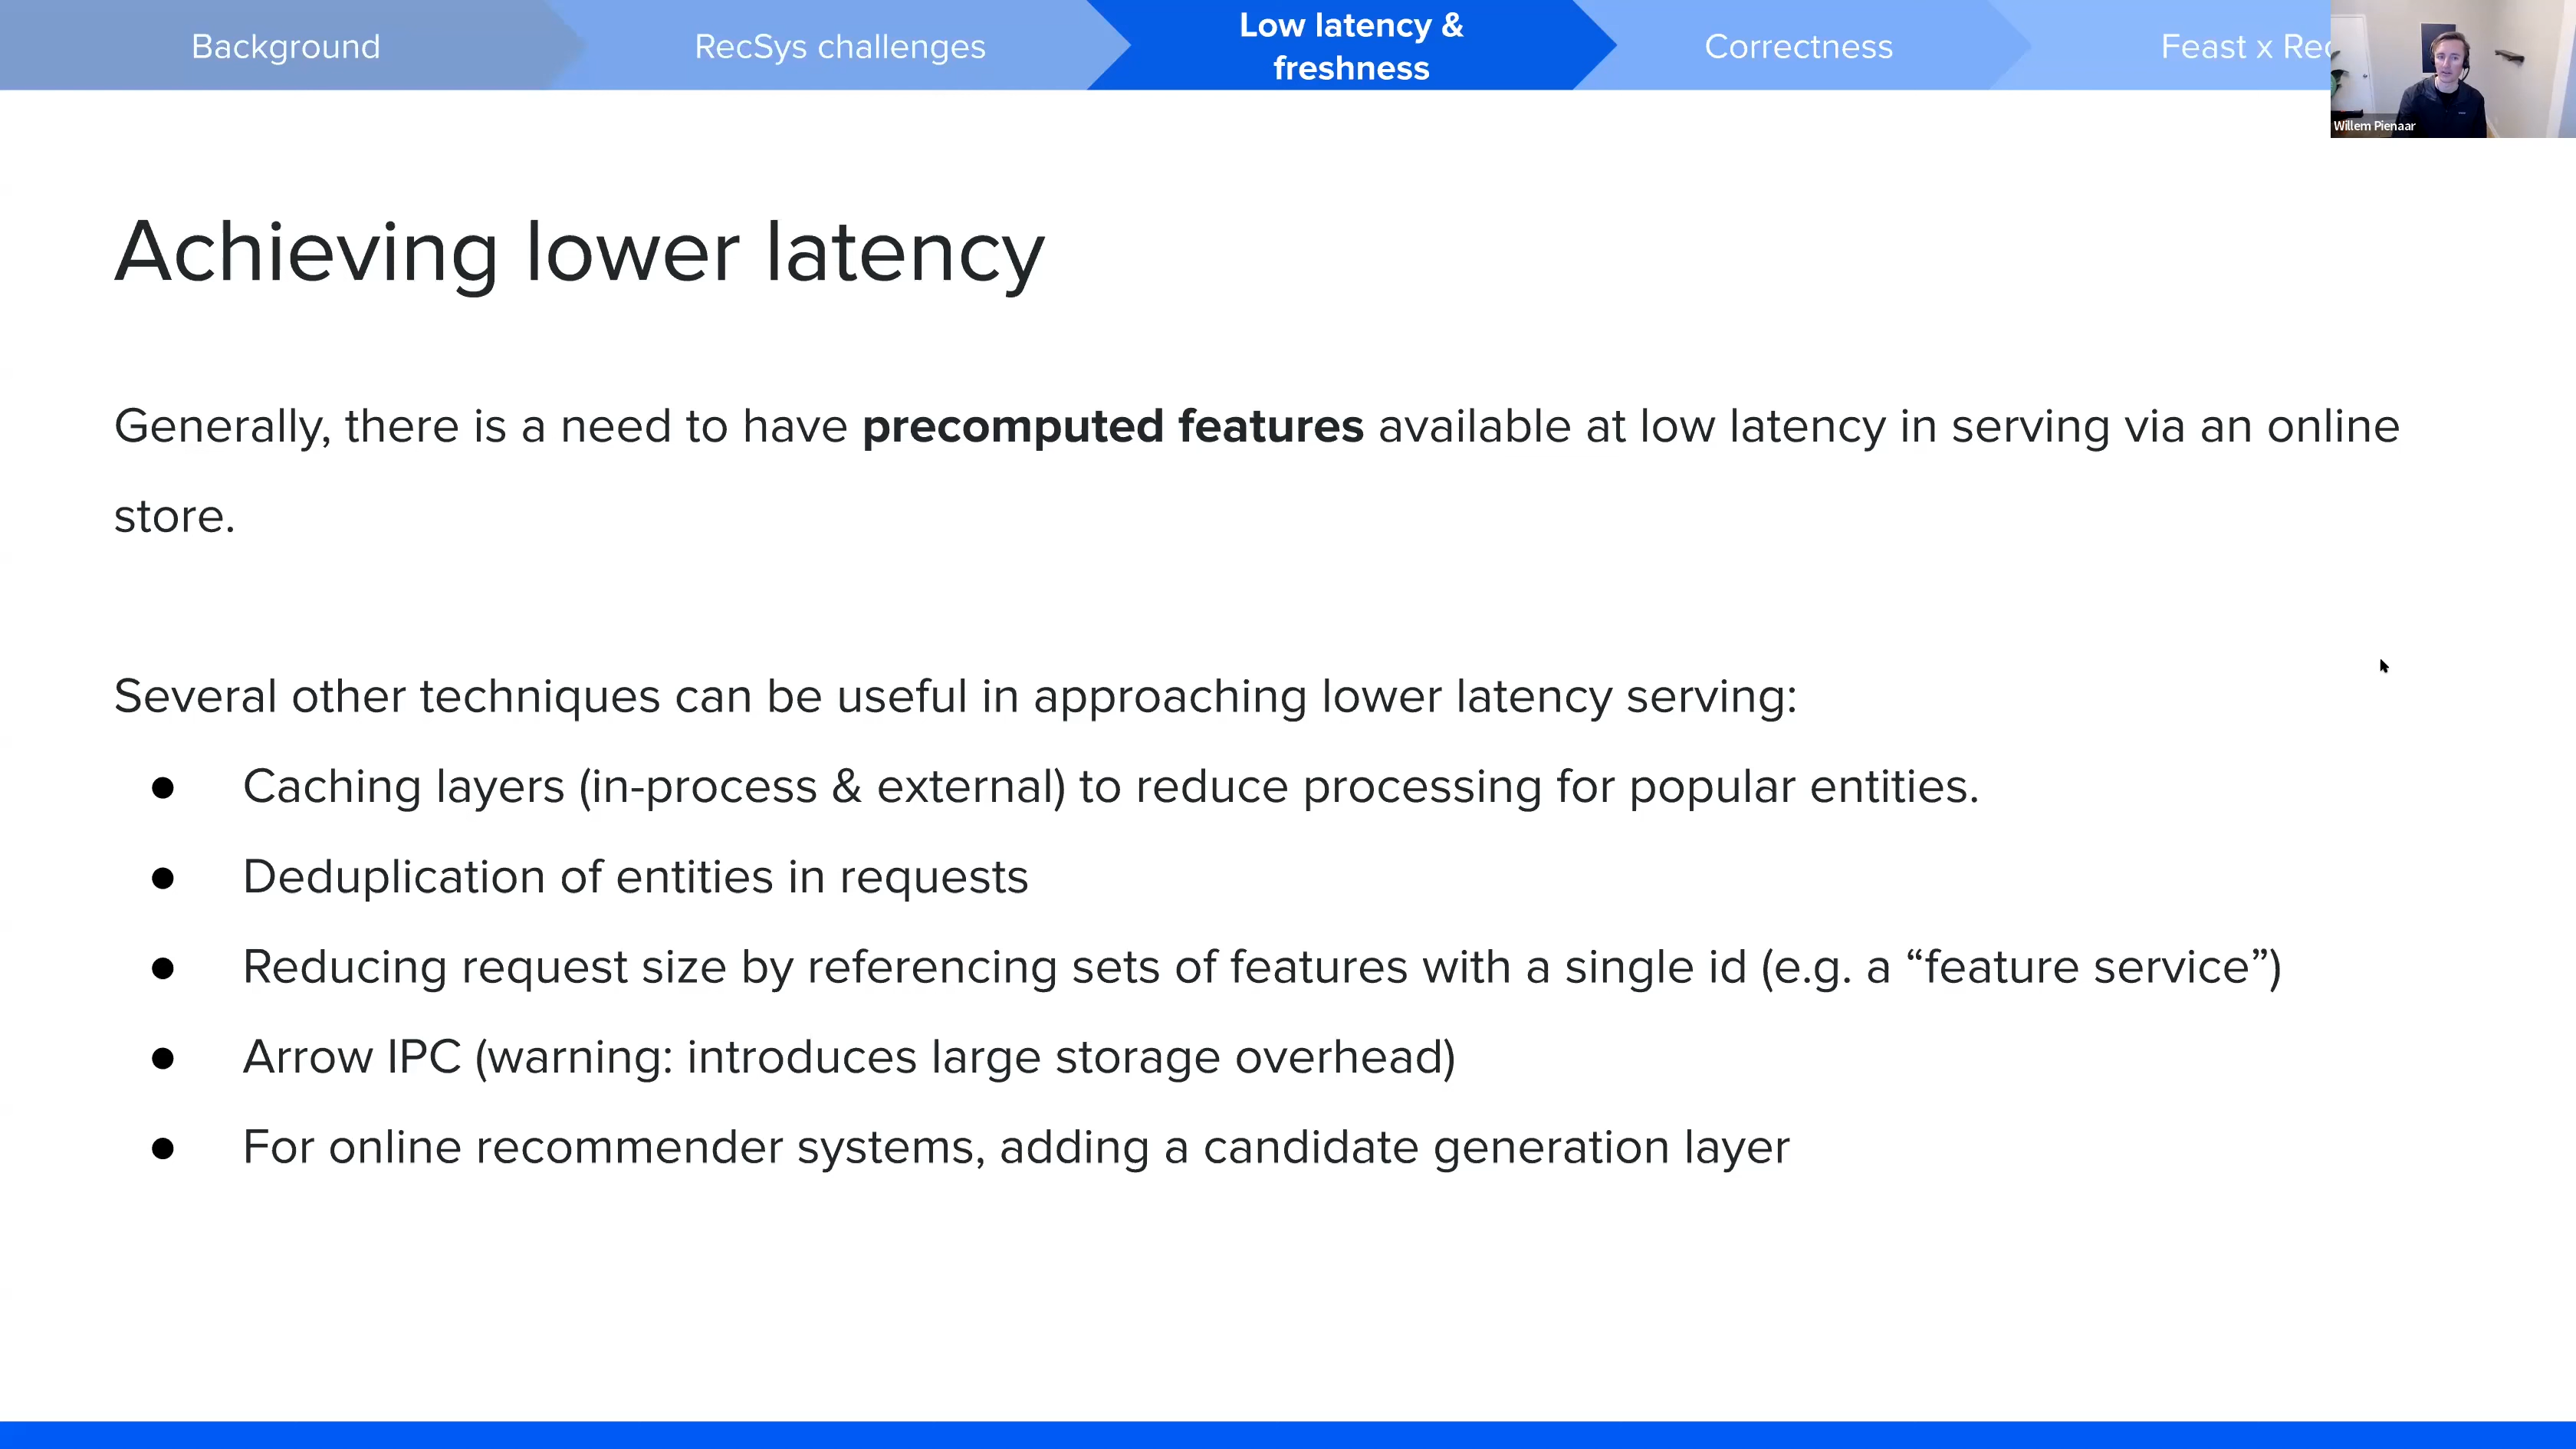 Background
RecSys challenges
Low latency &
freshness
Correctness
Feast x Rec
Willem Pienaar
Achieving lower latency
Generally, there is a need to have precomputed features available at low latency in serving via an online
store.
Several other techniques can be useful in approaching lower latency serving:
● Caching layers (in-process & external) to reduce processing for popular entities.
● Deduplication of entities in requests
● Reducing request size by referencing sets of features with a single id (e.g. a “feature service”)
● Arrow IPC (warning: introduces large storage overhead)
● For online recommender systems, adding a candidate generation layer